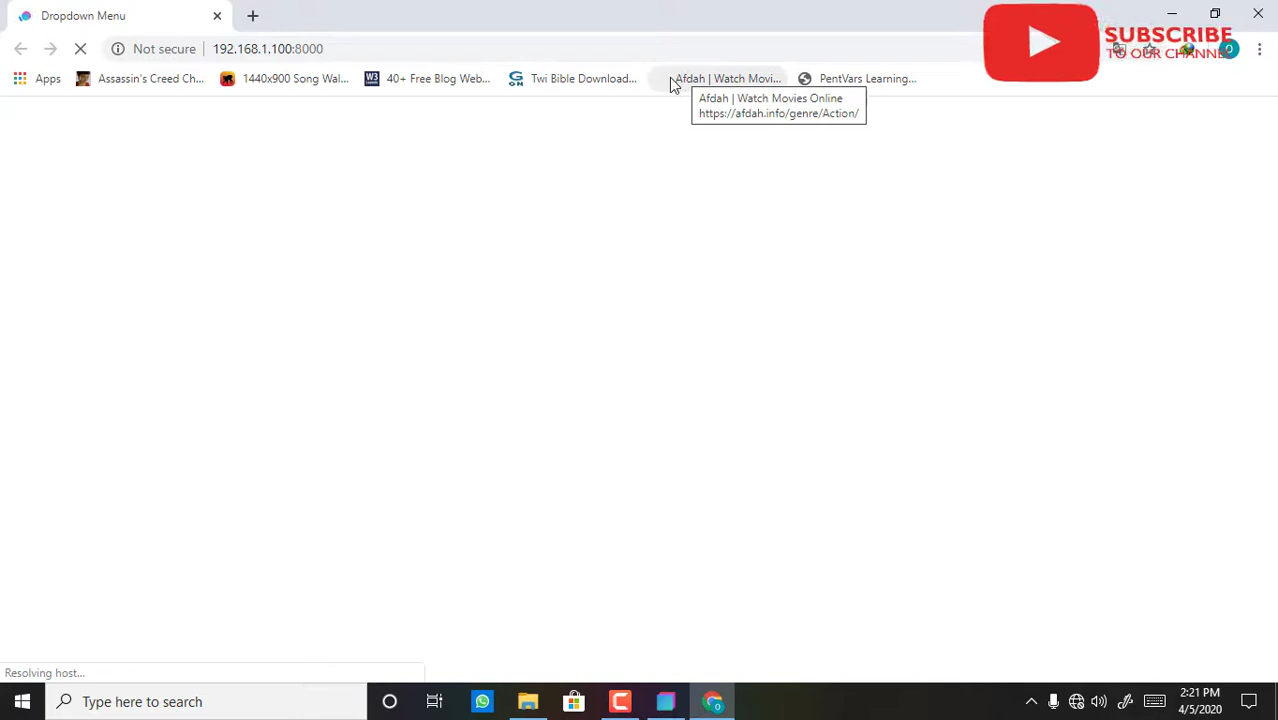 Dropdown Menu
Not secure
192.168.1.100:8000
SUBSCRIBE
TO OUR CHANNEL
O
Apps
Assassin's Creed Ch...
1440x900 Song Wal...
W3
40+ Free Blog Web...
GN
Twi Bible Download...
Afdah | Watch Movi...
PentVars Learning...
Afdah | Watch Movies Online
https://afdah.info/genre/Action/
Resolving host...
Type here to search
O
2:21 PM
4/5/2020